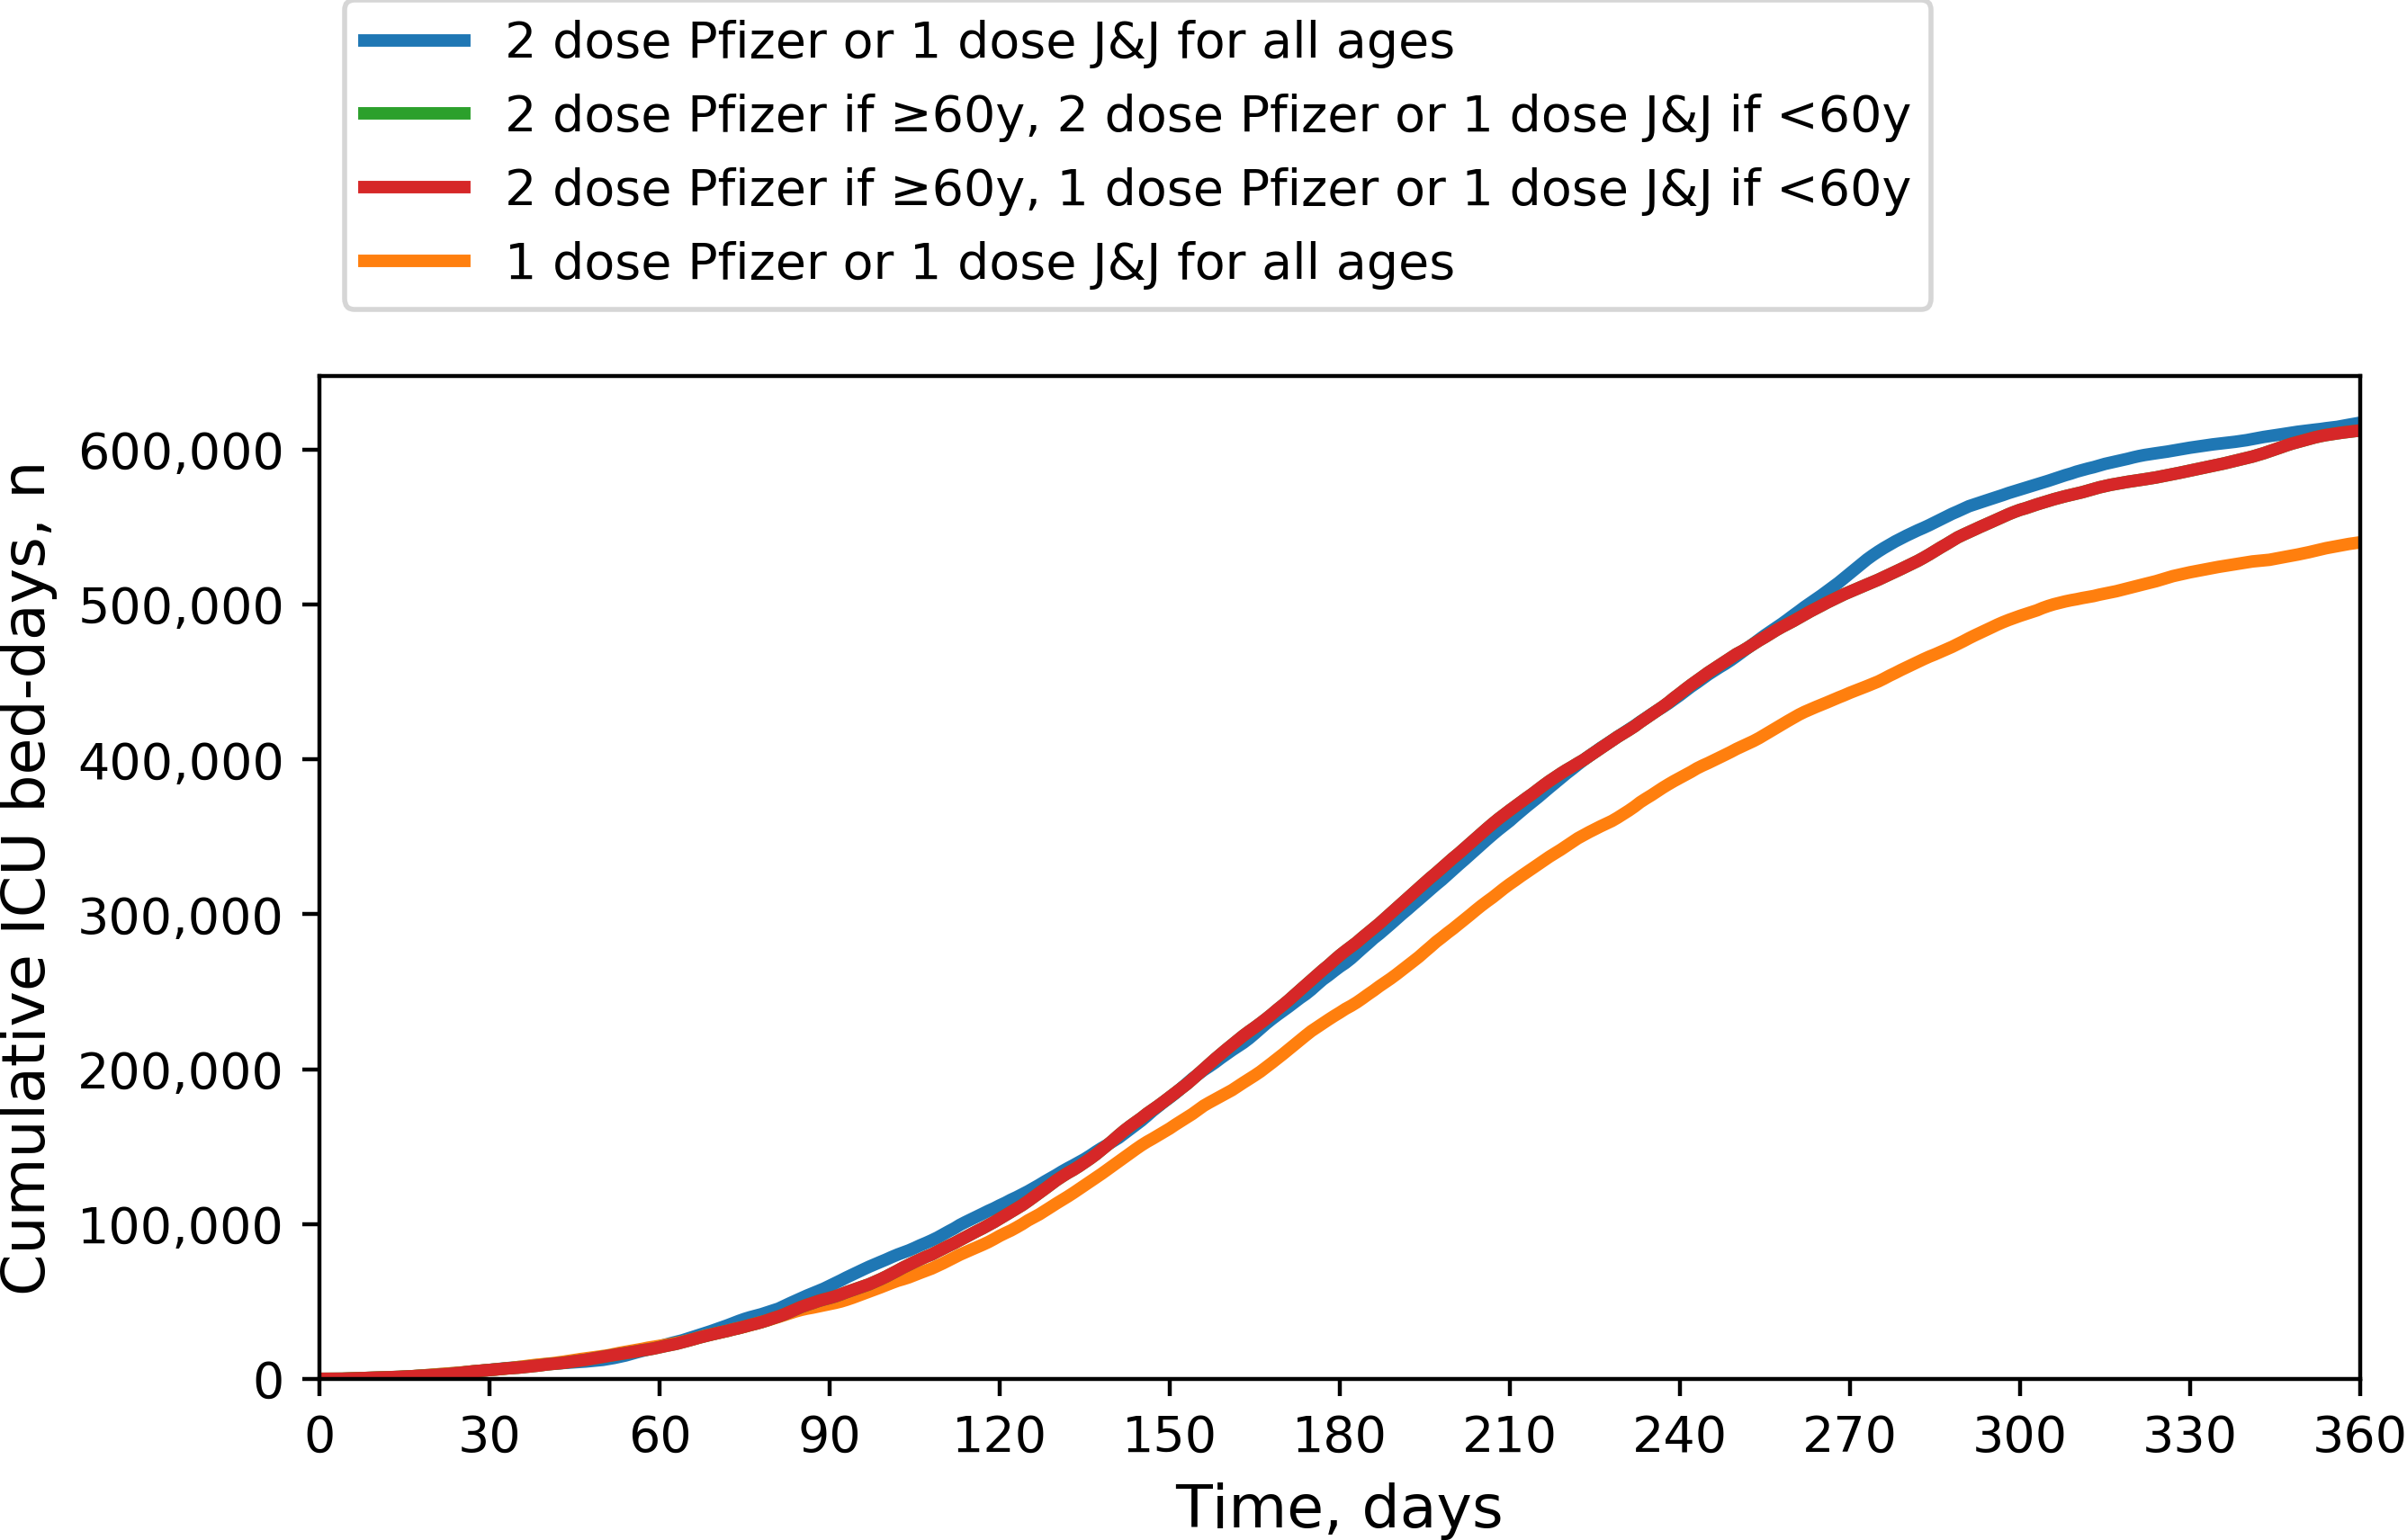 2 dose Pfizer or 1 dose J&J for all ages
2 dose Pfizer if ≥60y, 2 dose Pfizer or 1 dose J&J if <60y
2 dose Pfizer if ≥60y, 1 dose Pfizer or 1 dose J&J if <60y
1 dose Pfizer or 1 dose J&J for all ages
Cumulative ICU bed-days, n
600,000
500,000
400,000
300,000
200,000
100,000
0
0 30 60 90 120 150 180 210 240 270 300 330 360
Time, days